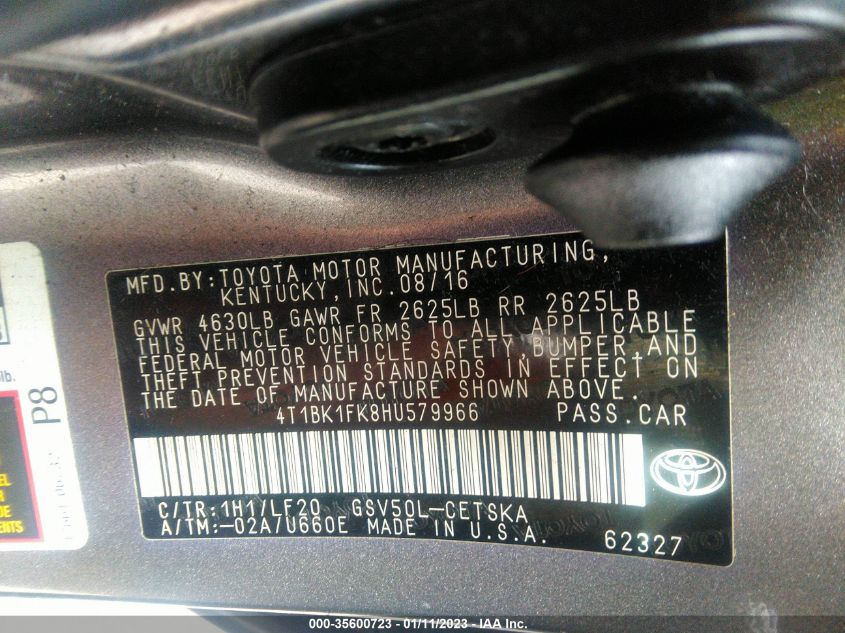 MFD.BY:TOYOTA MOTOR MANUFACTURING,
KENTUCKY,INC.08/16
GVWR 4630LB GAWR FR 2625LB RR 2625LB
THIS VEHICLE CONFORMS TO ALL APPLICABLE
FEDERAL MOTOR VEHICLE SAFETY,BUMPER,AND
THEFT PREVENTION STANDARDS IN EFFECT ON
THE DATE OF MANUFACTURE SHOWN ABOVE.
4T1BK1FK8HU579966 PASS.CAR
C/TR:1H1/LF20 GSV50L-CETSKA
A/TM:-02A/U660E MADE IN U.S.A.
62327
lb.
P8
ENTS
000-35600723 - 01/11/2023 - IAA Inc.